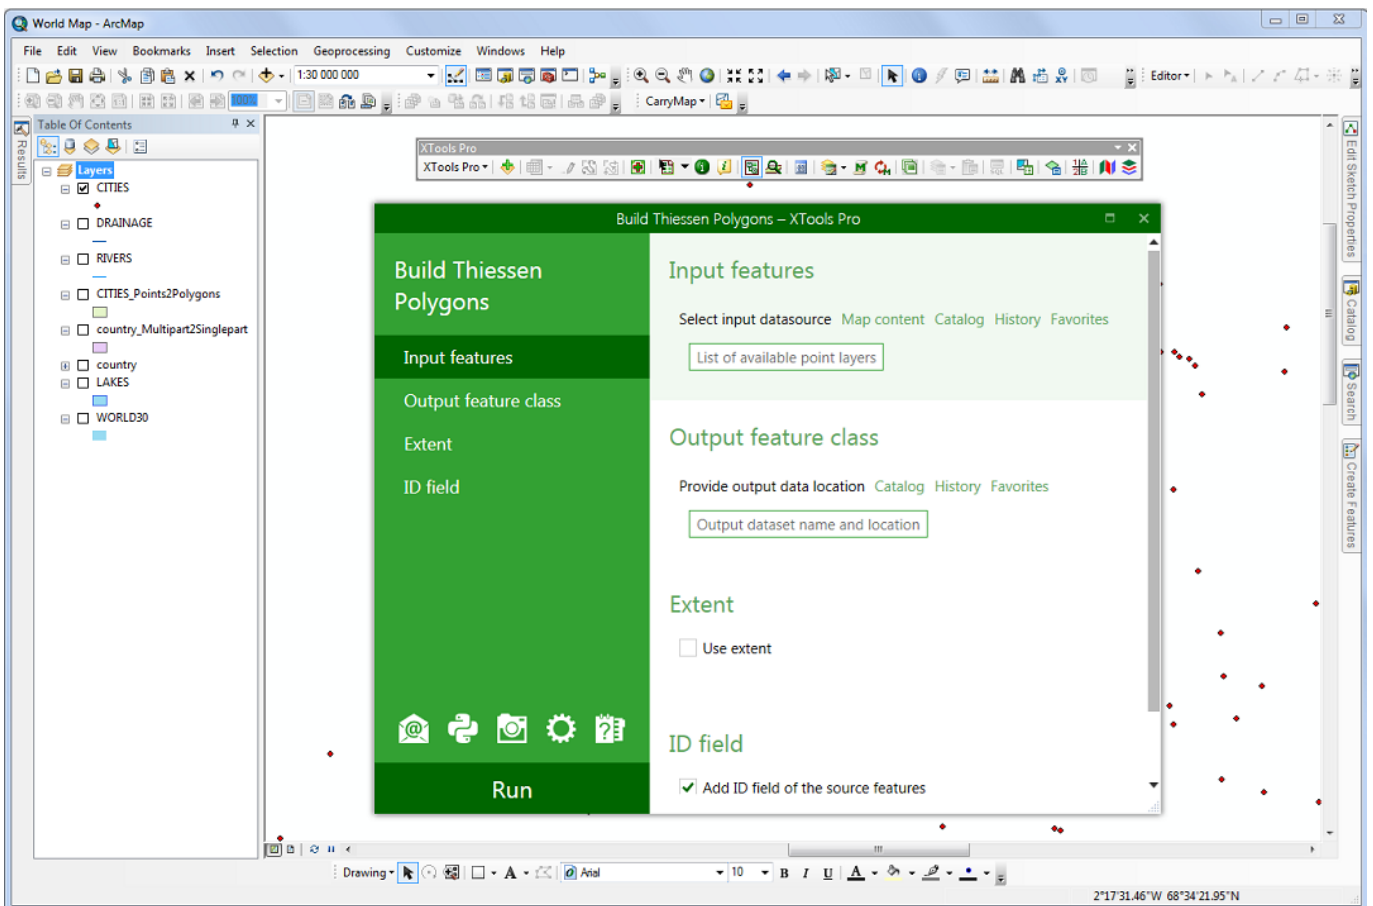 World Map - ArcMap
File Edit View Bookmarks Insert Selection Geoprocessing Customize Windows Help
1:30 000 000
Editor
100%
CarryMap
Table Of Contents
Results
Layers
CITIES
DRAINAGE
RIVERS
CITIES_Points2Polygons
country_Multipart2Singlepart
country
LAKES
WORLD30
XTools Pro
XTools Pro
Build Thiessen Polygons – XTools Pro
Build Thiessen
Polygons
Input features
Output feature class
Extent
ID field
Run
Input features
Select input datasource Map content Catalog History Favorites
List of available point layers
Output feature class
Provide output data location Catalog History Favorites
Output dataset name and location
Extent
Use extent
ID field
Add ID field of the source features
Edit Sketch Properties
Catalog
Search
Create Features
Drawing
A
Arial
10
B I U A
2°17'31.46"W 68°34'21.95"N